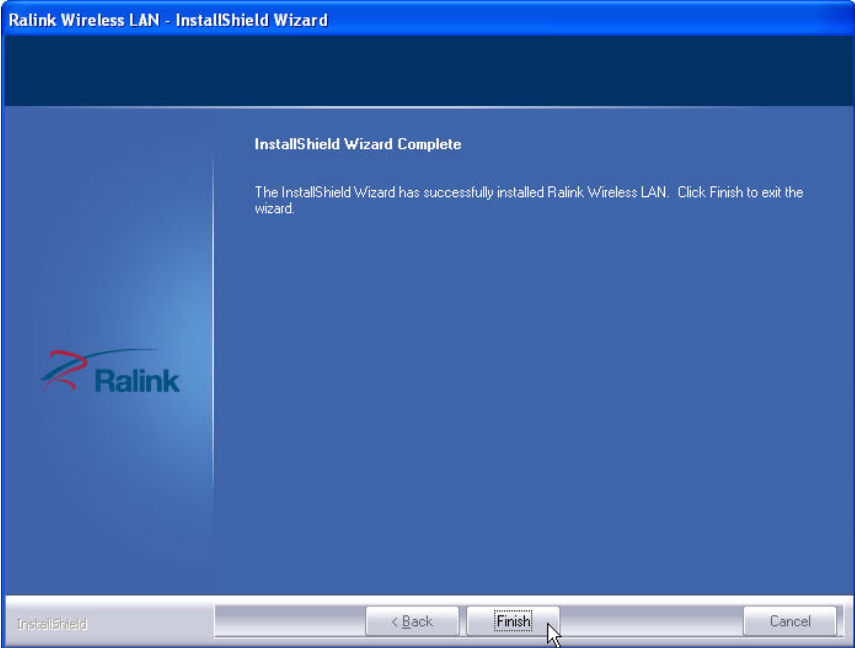 Ralink Wireless LAN - InstallShield Wizard
InstallShield Wizard Complete
The InstallShield Wizard has successfully installed Ralink Wireless LAN. Click Finish to exit the
wizard.
Ralink
InstallShield
< Back
Finish
Cancel